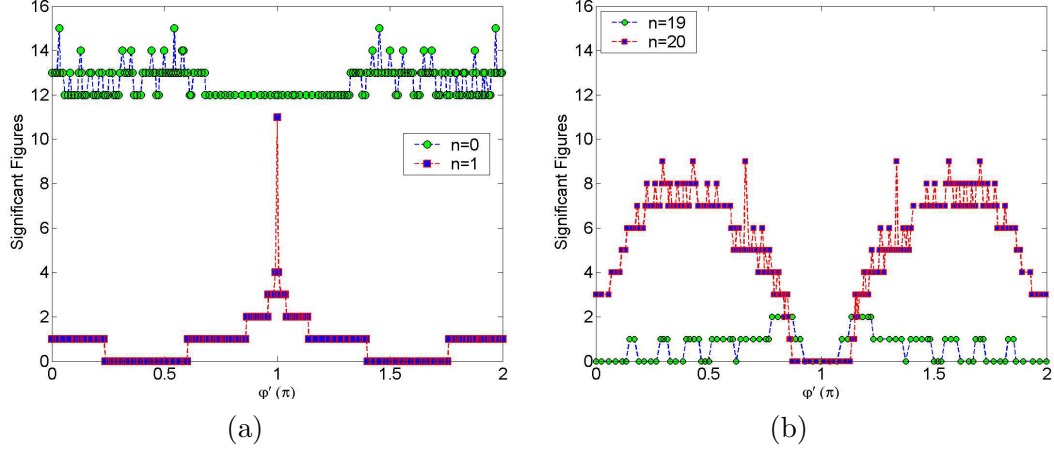 16
14
12
10
8
6
4
2
0
Significant Figures
n=0
n=1
0 0.5 1 1.5 2
φ′ (π)
(a)
16
14
12
10
8
6
4
2
0
Significant Figures
n=19
n=20
0 0.5 1 1.5 2
φ′ (π)
(b)